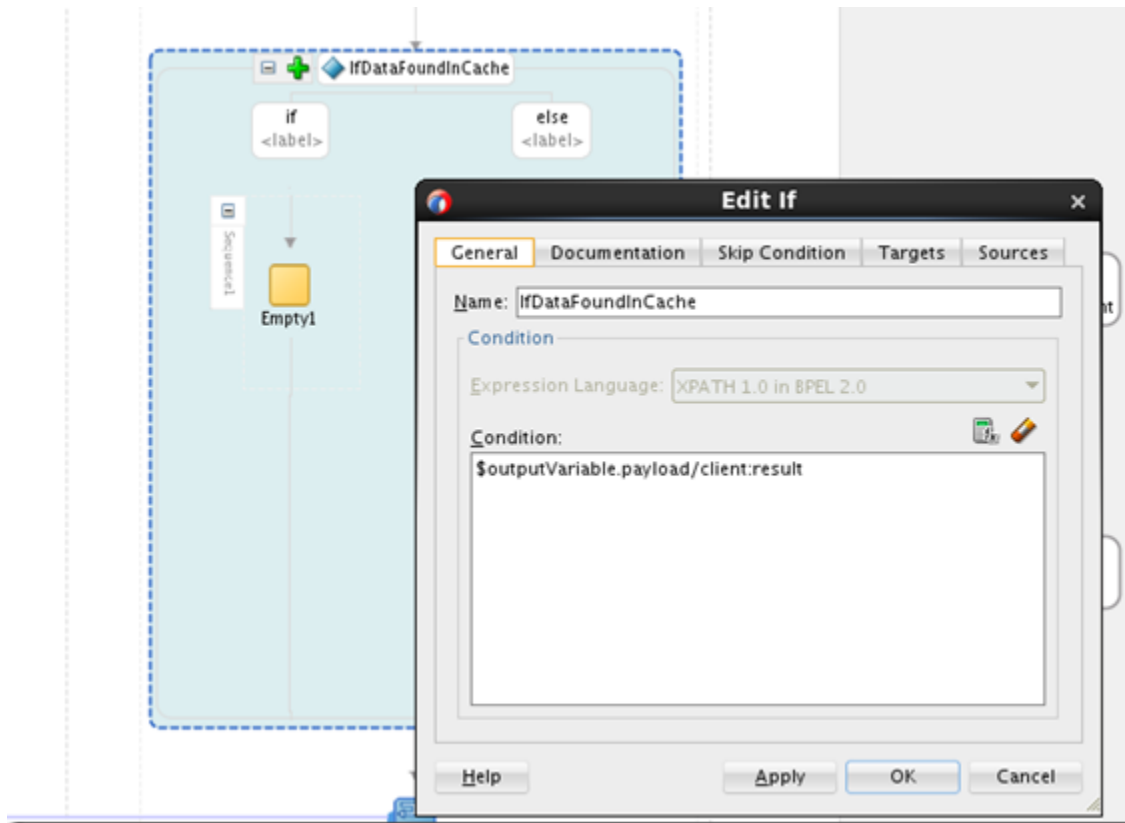 IfDataFoundInCache
if
<label>
else
<label>
Sequence1
Empty1
Edit If
General Documentation Skip Condition Targets Sources
Name: IfDataFoundInCache
Condition
Expression Language: XPATH 1.0 in BPEL 2.0
Condition:
$outputVariable.payload/client:result
Help Apply OK Cancel
nt